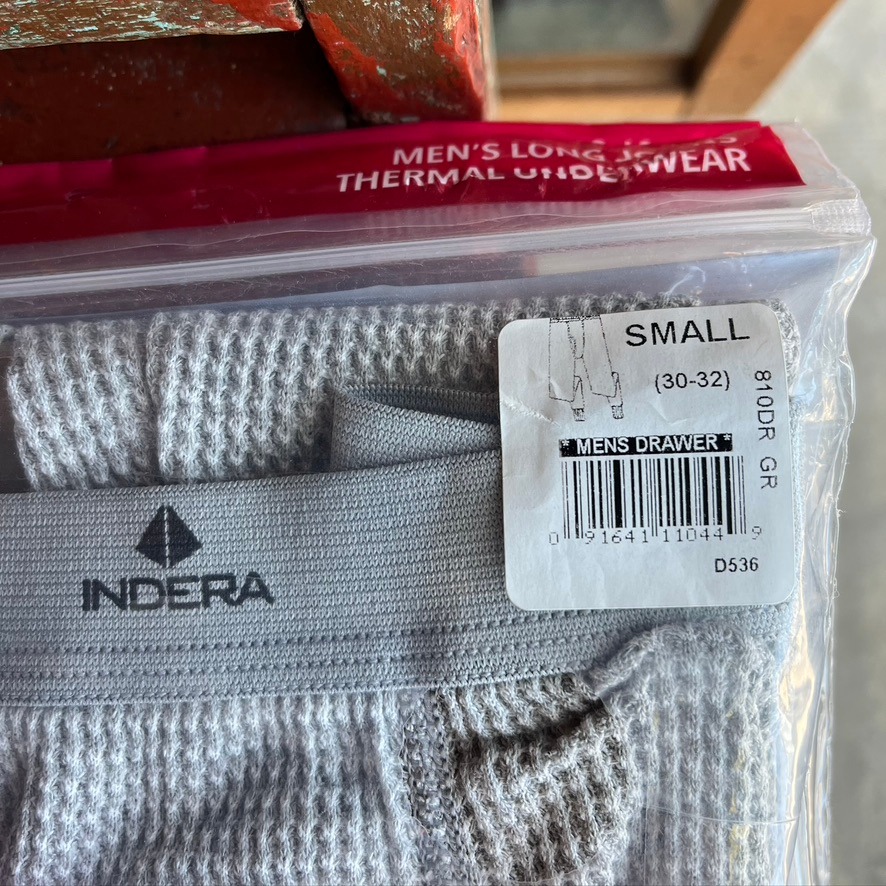 MEN'S LONG JOHNS
THERMAL UNDERWEAR
SMALL
(30-32)
810DR GR
* MENS DRAWER *
0 91641 11044 9
D536
INDERA